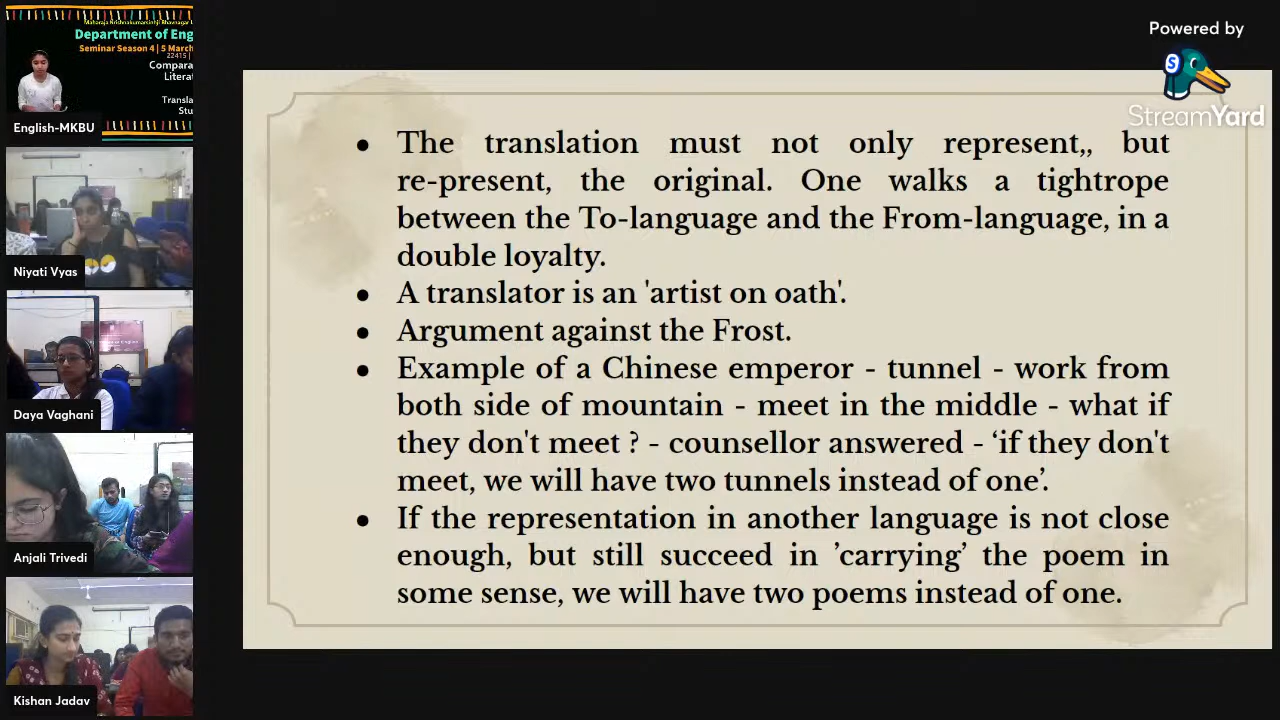 Maharaja Krishnakumarsinhji Bhavnagar
Department of Eng
Seminar Season 4 | 5 March
22415 |
Compara
Literat
Transla
Stu
English-MKBU
Niyati Vyas
Daya Vaghani
Anjali Trivedi
Kishan Jadav
Powered by
S
StreamYard
● The translation must not only represent,, but
re-present, the original. One walks a tightrope
between the To-language and the From-language, in a
double loyalty.
● A translator is an 'artist on oath'.
● Argument against the Frost.
● Example of a Chinese emperor - tunnel - work from
both side of mountain - meet in the middle - what if
they don't meet ? - counsellor answered - ‘if they don't
meet, we will have two tunnels instead of one’.
● If the representation in another language is not close
enough, but still succeed in ’carrying’ the poem in
some sense, we will have two poems instead of one.